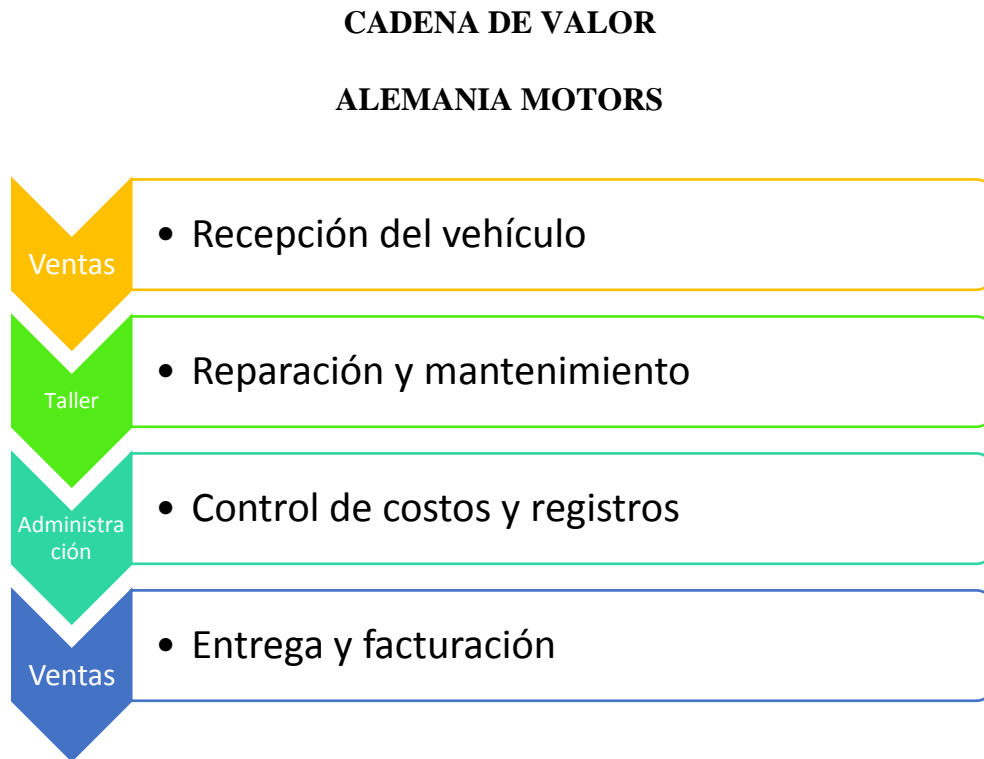 CADENA DE VALOR
ALEMANIA MOTORS
Ventas
• Recepción del vehículo
Taller
• Reparación y mantenimiento
Administra
ción
• Control de costos y registros
Ventas
• Entrega y facturación